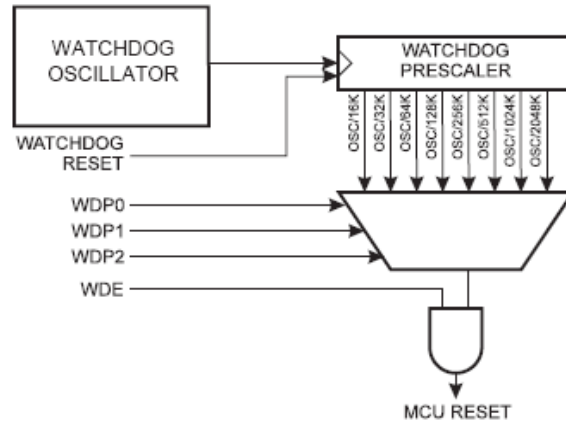 WATCHDOG
OSCILLATOR
WATCHDOG
PRESCALER
OSC/16K
OSC/32K
OSC/64K
OSC/128K
OSC/256K
OSC/512K
OSC/1024K
OSC/2048K
WATCHDOG
RESET
WDP0
WDP1
WDP2
WDE
MCU RESET